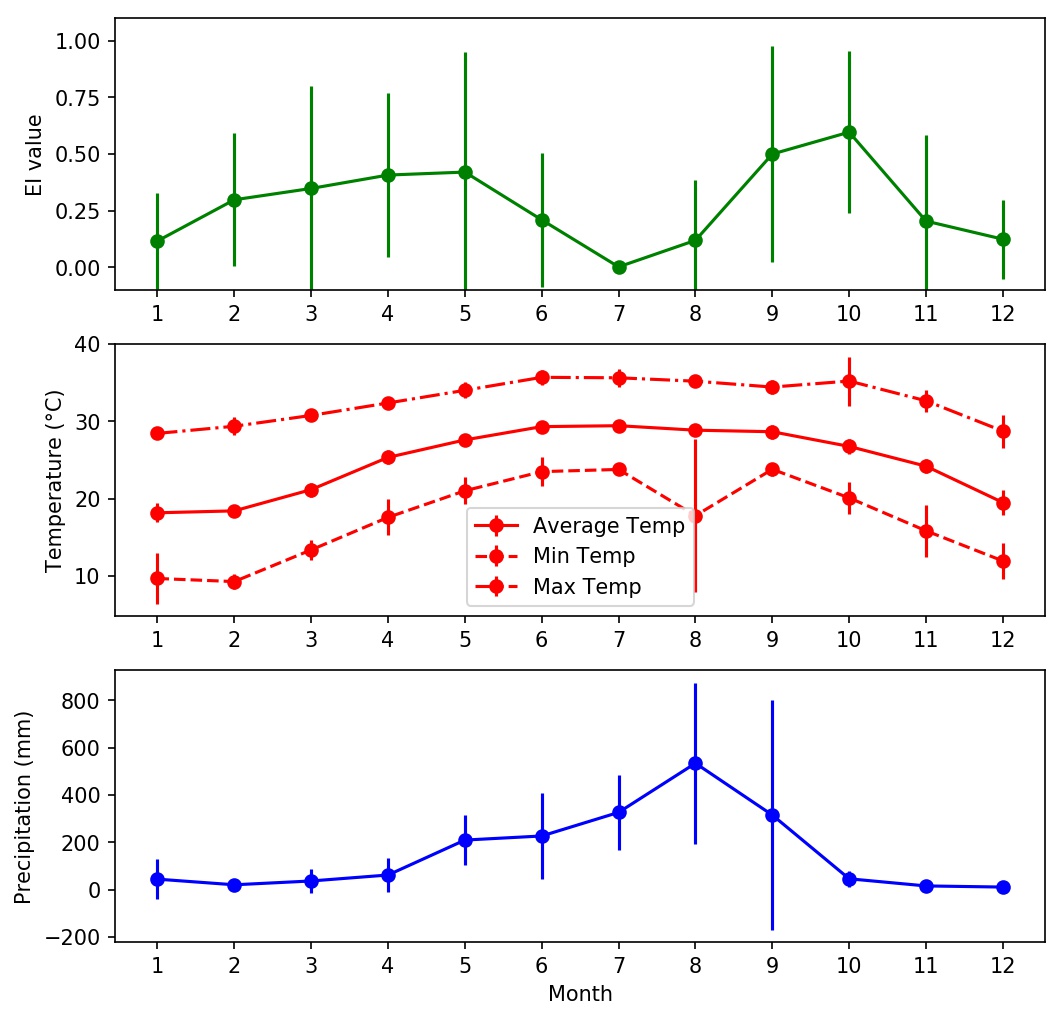 EI value
1.00
0.75
0.50
0.25
0.00
1 2 3 4 5 6 7 8 9 10 11 12
Temperature (°C)
40
30
20
10
Average Temp
Min Temp
Max Temp
1 2 3 4 5 6 7 8 9 10 11 12
Precipitation (mm)
800
600
400
200
0
−200
1 2 3 4 5 6 7 8 9 10 11 12
Month